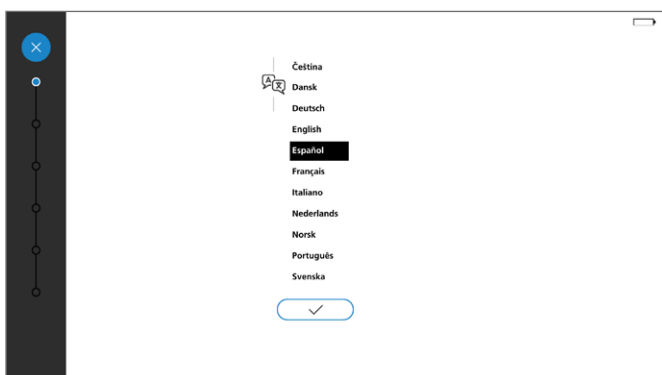 Čeština
Dansk
Deutsch
English
Español
Français
Italiano
Nederlands
Norsk
Português
Svenska